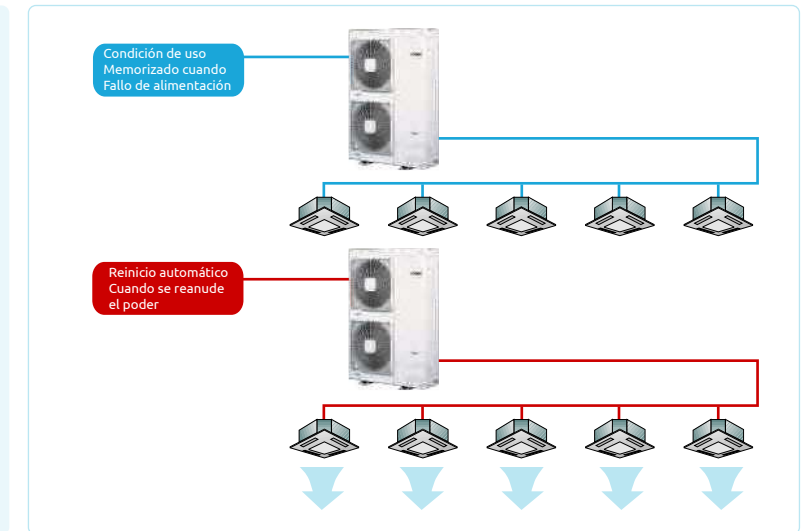 Condición de uso
Memorizado cuando
Fallo de alimentación
Reinicio automático
Cuando se reanude
el poder